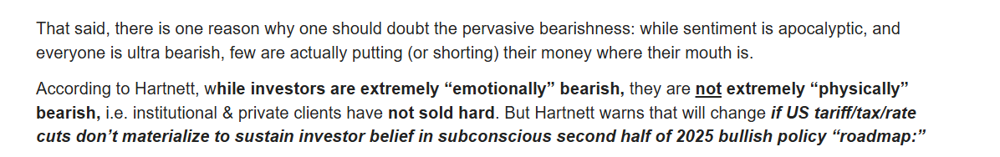 That said, there is one reason why one should doubt the pervasive bearishness: while sentiment is apocalyptic, and
everyone is ultra bearish, few are actually putting (or shorting) their money where their mouth is.
According to Hartnett, while investors are extremely “emotionally” bearish, they are not extremely “physically”
bearish, i.e. institutional & private clients have not sold hard. But Hartnett warns that will change if US tariff/tax/rate
cuts don’t materialize to sustain investor belief in subconscious second half of 2025 bullish policy “roadmap:”